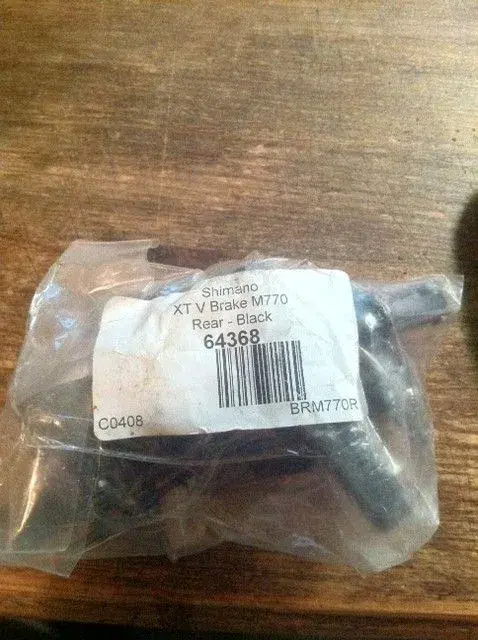 Shimano
XT V Brake M770
Rear - Black
64368
C0408
BRM770R